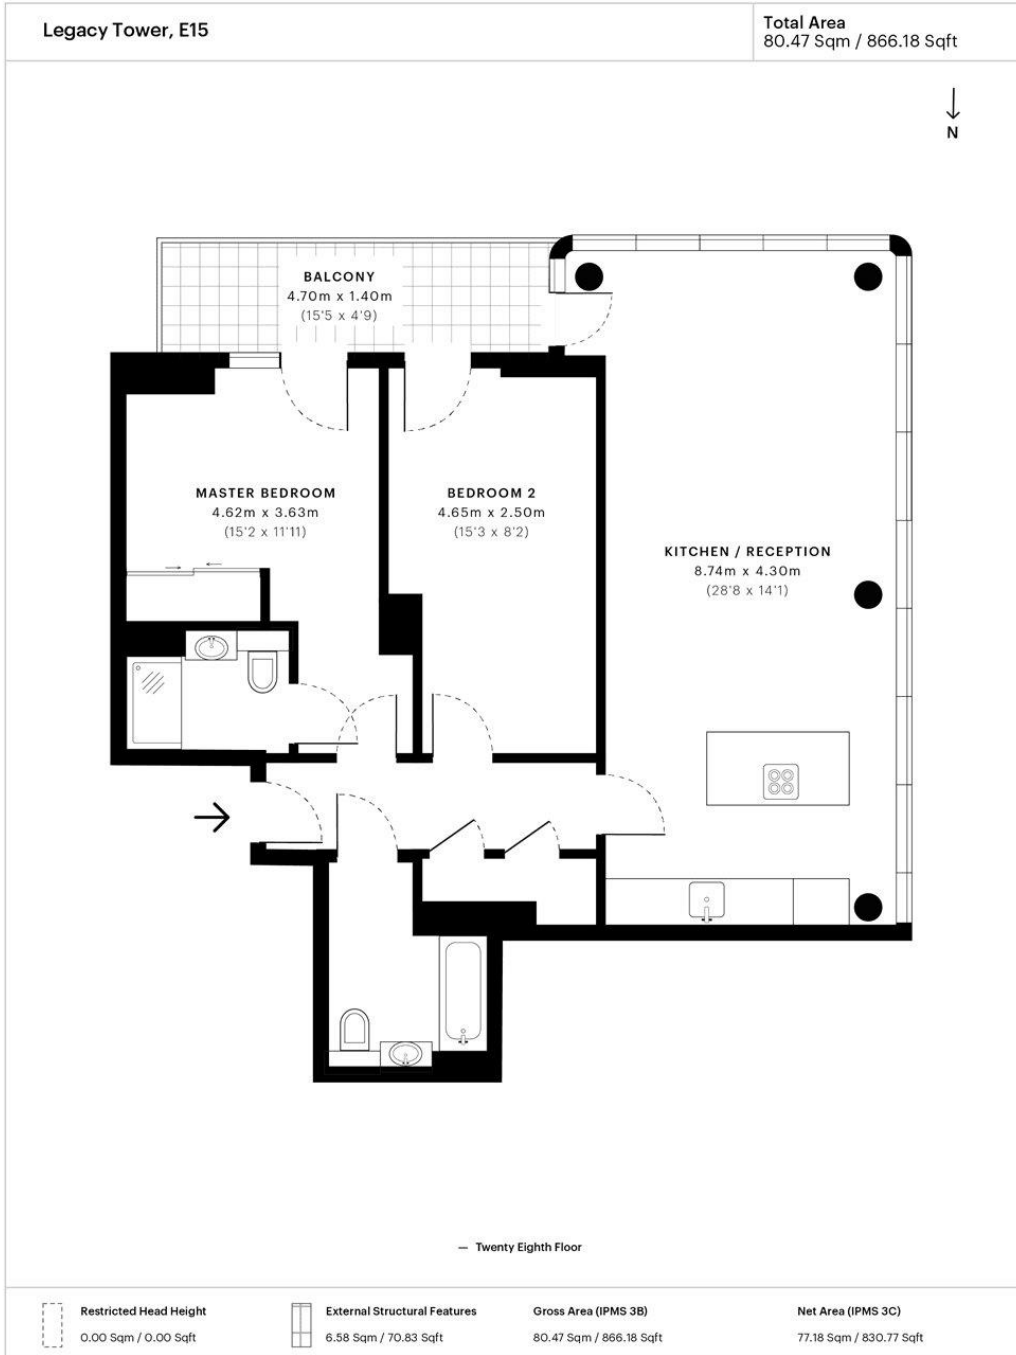 Legacy Tower, E15
Total Area
80.47 Sqm / 866.18 Sqft
N
BALCONY
4.70m x 1.40m
(15'5 x 4'9)
MASTER BEDROOM
4.62m x 3.63m
(15'2 x 11'11)
BEDROOM 2
4.65m x 2.50m
(15'3 x 8'2)
KITCHEN / RECEPTION
8.74m x 4.30m
(28'8 x 14'1)
— Twenty Eighth Floor
Restricted Head Height
0.00 Sqm / 0.00 Sqft
External Structural Features
6.58 Sqm / 70.83 Sqft
Gross Area (IPMS 3B)
80.47 Sqm / 866.18 Sqft
Net Area (IPMS 3C)
77.18 Sqm / 830.77 Sqft